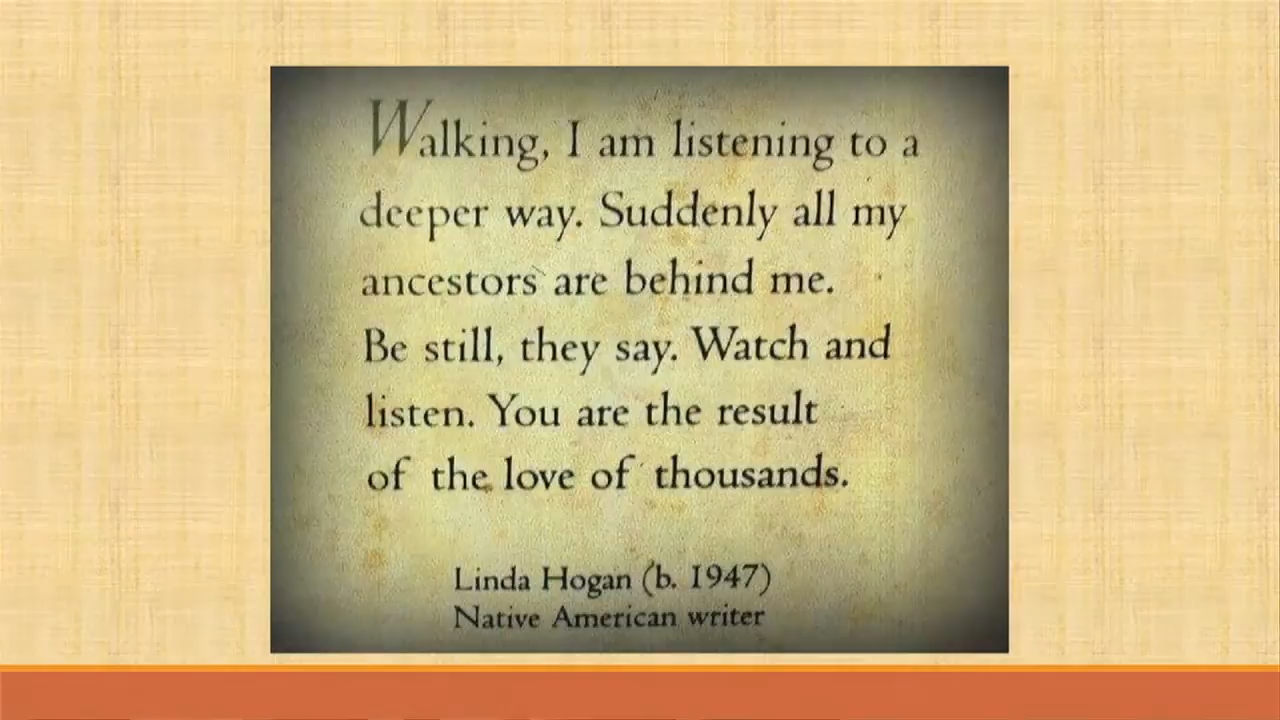 Walking, I am listening to a
deeper way. Suddenly all my
ancestors are behind me.
Be still, they say. Watch and
listen. You are the result
of the love of thousands.
Linda Hogan (b. 1947)
Native American writer